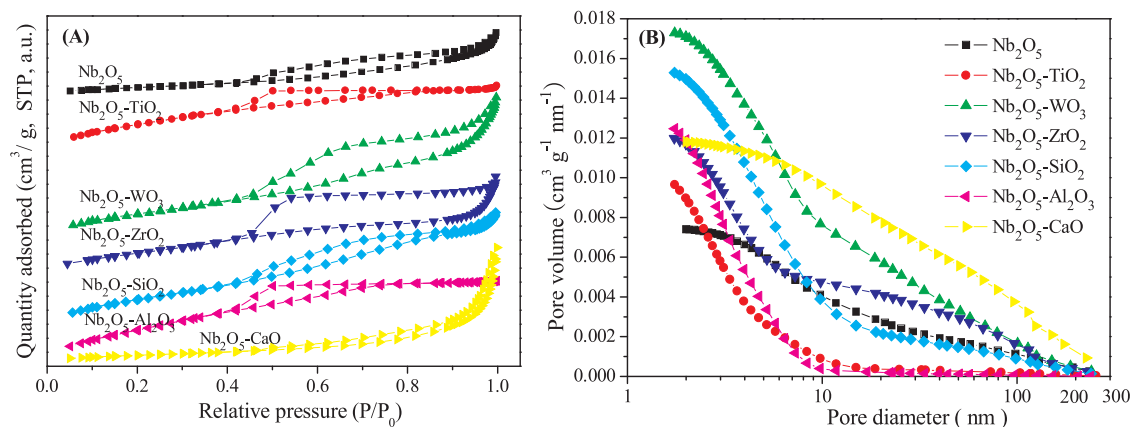 (A)
Nb₂O₅
Nb₂O₅-TiO₂
Nb₂O₅-WO₃
Nb₂O₅-ZrO₂
Nb₂O₅-SiO₂
Nb₂O₅-Al₂O₃
Nb₂O₅-CaO
Quantity adsorbed (cm³/ g, STP, a.u.)
0.0 0.2 0.4 0.6 0.8 1.0
Relative pressure (P/P₀)
(B)
0.018
0.016
0.014
0.012
0.010
0.008
0.006
0.004
0.002
0.000
Pore volume (cm³ g⁻¹ nm⁻¹)
Nb₂O₅
Nb₂O₅-TiO₂
Nb₂O₅-WO₃
Nb₂O₅-ZrO₂
Nb₂O₅-SiO₂
Nb₂O₅-Al₂O₃
Nb₂O₅-CaO
1 10 100 200 300
Pore diameter ( nm)